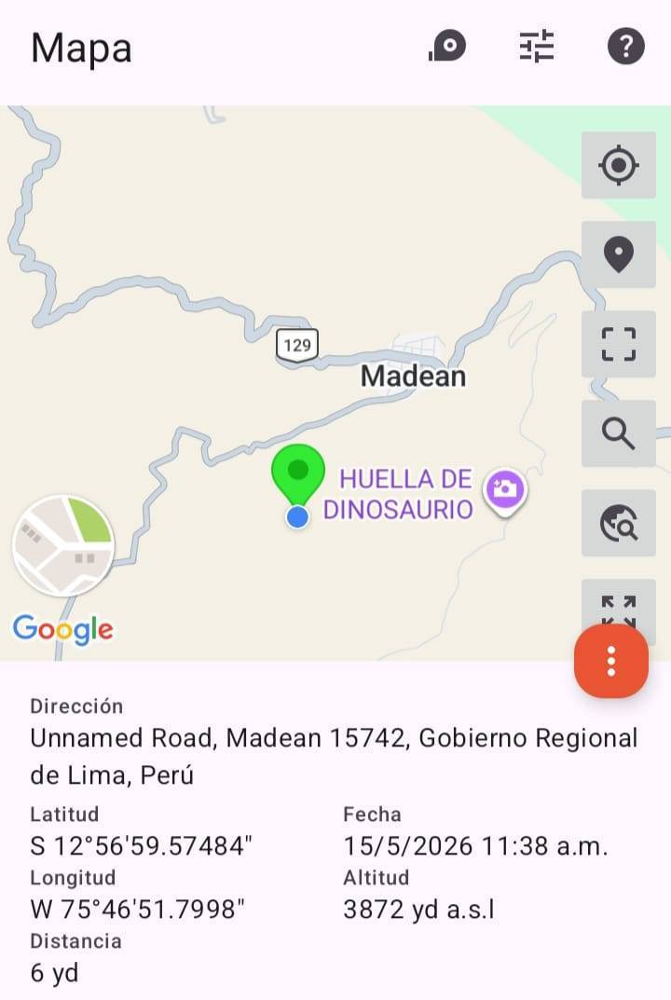 Mapa
129
Madean
HUELLA DE
DINOSAURIO
Google
Dirección
Unnamed Road, Madean 15742, Gobierno Regional
de Lima, Perú
Latitud
S 12°56'59.57484"
Fecha
15/5/2026 11:38 a.m.
Longitud
W 75°46'51.7998"
Altitud
3872 yd a.s.l
Distancia
6 yd